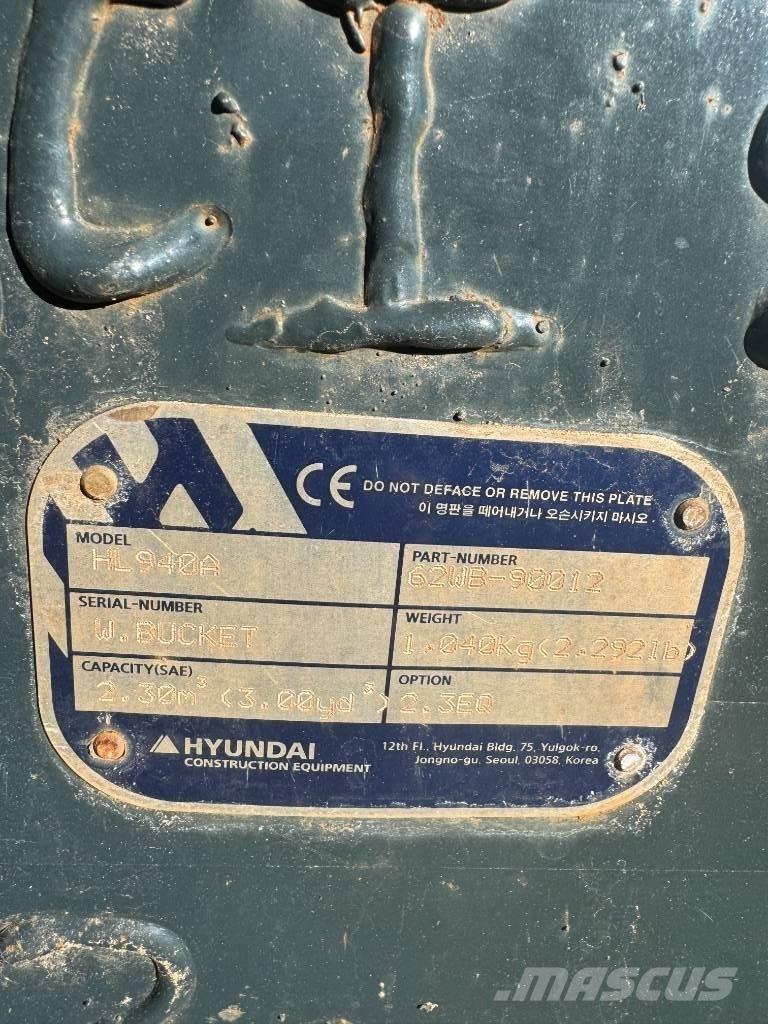 CE DO NOT DEFACE OR REMOVE THIS PLATE
이 명판을 떼어내거나 오손시키지 마시오.
MODEL
HL940A
PART-NUMBER
62WB-90012
SERIAL-NUMBER
W.BUCKET
WEIGHT
1.040Kg(2.292lb)
CAPACITY(SAE)
2.30m³(3.00yd³)
OPTION
2.3EQ
HYUNDAI
CONSTRUCTION EQUIPMENT
12th Fl., Hyundai Bldg. 75, Yulgok-ro,
Jongno-gu. Seoul, 03058, Korea
MASCUS